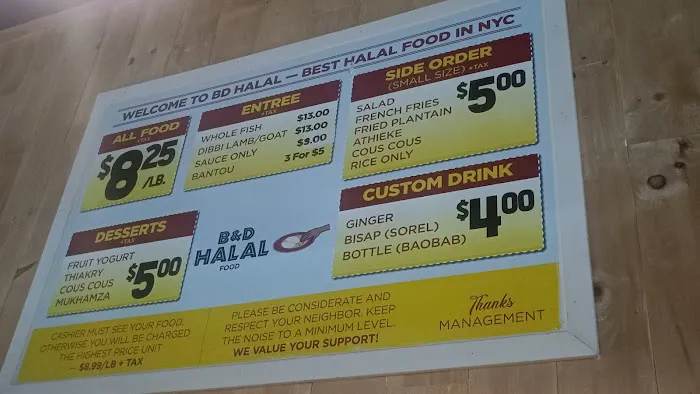 WELCOME TO BD HALAL — BEST HALAL FOOD IN NYC
ALL FOOD
+TAX
$8.25
/LB.
ENTREE
+TAX
WHOLE FISH $13.00
DIBBI LAMB/GOAT $13.00
SAUCE ONLY $9.00
BANTOU 3 For $5
SIDE ORDER
(SMALL SIZE) +TAX
SALAD
FRENCH FRIES
FRIED PLANTAIN
ATHIEKE
COUS COUS
RICE ONLY
$5.00
DESSERTS
+TAX
FRUIT YOGURT
THIAKRY
COUS COUS
MUKHAMZA
$5.00
B&D
HALAL
FOOD
CUSTOM DRINK
GINGER
BISAP (SOREL)
BOTTLE (BAOBAB)
$4.00
CASHIER MUST SEE YOUR FOOD,
OTHERWISE YOU WILL BE CHARGED
THE HIGHEST PRICE UNIT
— $8.99/LB + TAX
PLEASE BE CONSIDERATE AND
RESPECT YOUR NEIGHBOR. KEEP
THE NOISE TO A MINIMUM LEVEL.
WE VALUE YOUR SUPPORT!
Thanks
MANAGEMENT